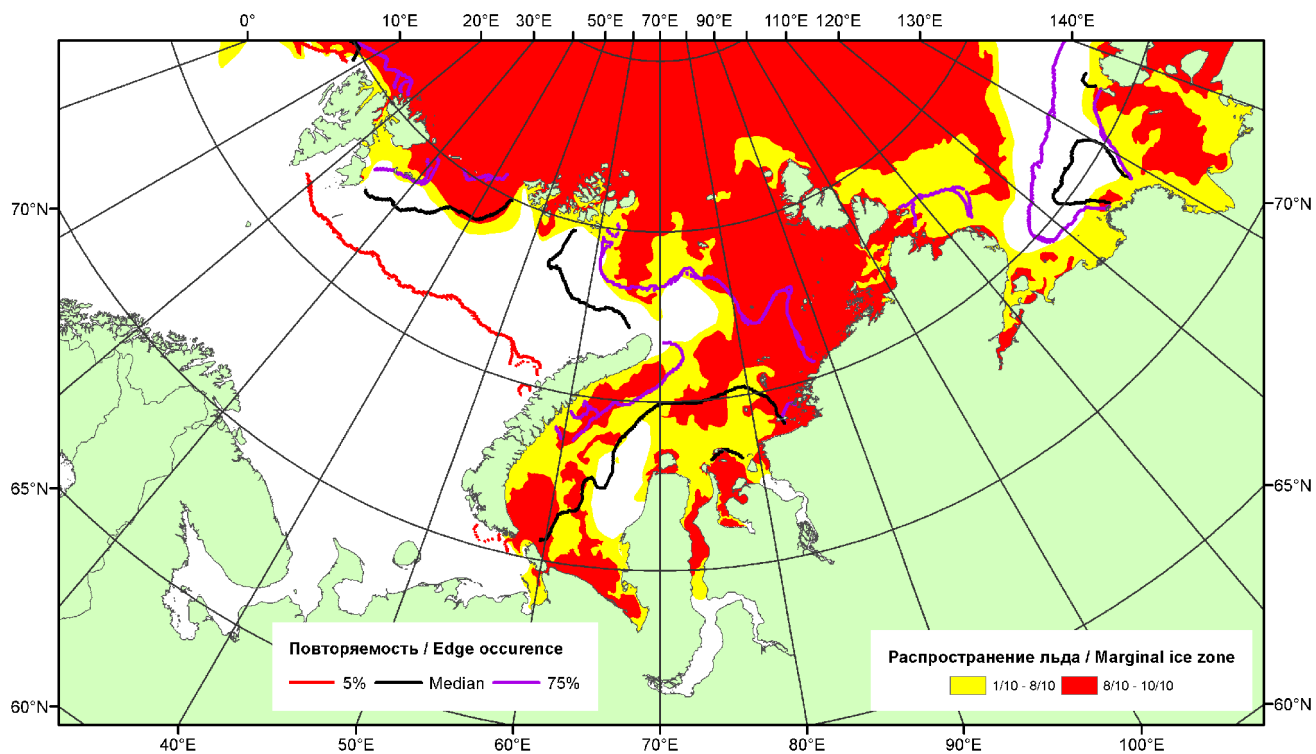 0° 10°E 20°E 30°E 50°E 70°E 90°E 110°E 120°E 130°E 140°E
70°N 70°N
65°N 65°N
60°N 60°N
Повторяемость / Edge occurence
5% Median 75%
Распространение льда / Marginal ice zone
1/10 - 8/10 8/10 - 10/10
40°E 50°E 60°E 70°E 80°E 90°E 100°E